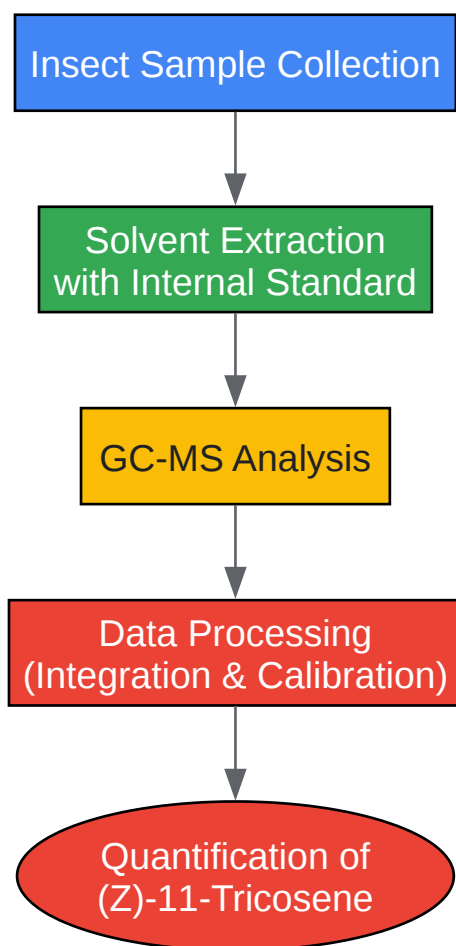 Insect Sample Collection
Solvent Extraction
with Internal Standard
GC-MS Analysis
Data Processing
(Integration & Calibration)
Quantification of
(Z)-11-Tricosene